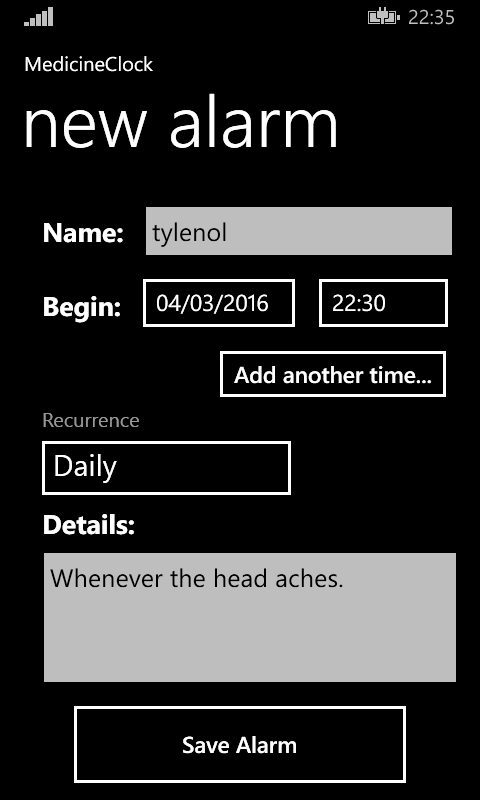 22:35
MedicineClock
new alarm
Name: tylenol
Begin: 04/03/2016 22:30
Add another time...
Recurrence
Daily
Details:
Whenever the head aches.
Save Alarm